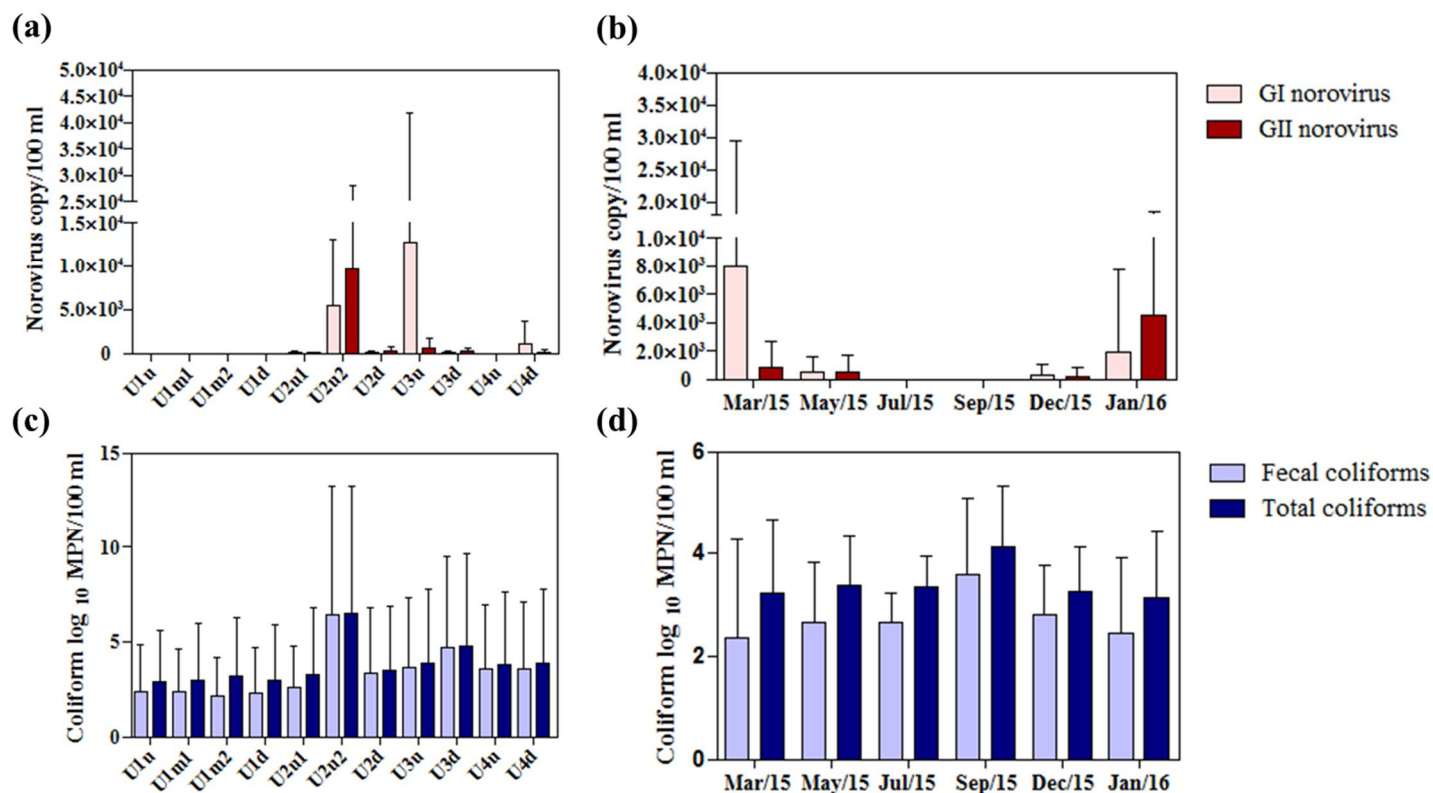 (a)
Norovirus copy/100 ml
5.0×10⁴
4.5×10⁴
4.0×10⁴
3.5×10⁴
3.0×10⁴
2.5×10⁴
1.5×10⁴
1.0×10⁴
5.0×10³
0
U1u
U1m1
U1m2
U1d
U2u1
U2u2
U2d
U3u
U3d
U4u
U4d
(b)
Norovirus copy/100 ml
4.0×10⁴
3.5×10⁴
3.0×10⁴
2.5×10⁴
2.0×10⁴
1.0×10⁴
8.0×10³
6.0×10³
4.0×10³
2.0×10³
0
Mar/15 May/15 Jul/15 Sep/15 Dec/15 Jan/16
GI norovirus
GII norovirus
(c)
Coliform log 10 MPN/100 ml
15
10
5
0
U1u
U1m1
U1m2
U1d
U2u1
U2u2
U2d
U3u
U3d
U4u
U4d
(d)
Coliform log 10 MPN/100 ml
6
4
2
0
Mar/15 May/15 Jul/15 Sep/15 Dec/15 Jan/16
Fecal coliforms
Total coliforms